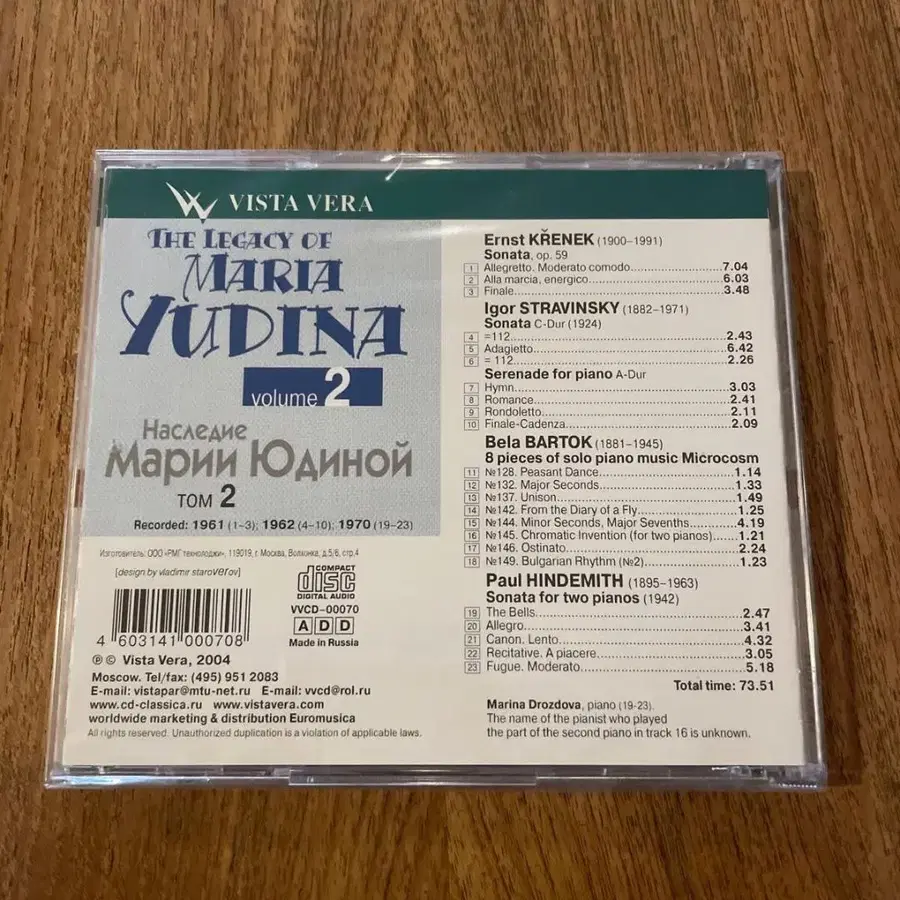 VISTA VERA
THE LEGACY OF
MARIA
YUDINA
volume 2
Наследие
Марии Юдиной
ТОМ 2
Recorded: 1961 (1–3); 1962 (4–10); 1970 (19–23)
Изготовитель: ООО «РМГ технолоджи», 119019, г. Москва, Волхонка, д.5/6, стр.4
[design by vladimir staroverov]
COMPACT
disc
DIGITAL AUDIO
VVCD-00070
A D D
Made in Russia
4 603141 000708
℗ © Vista Vera, 2004
Moscow. Tel/fax: (495) 951 2083
E-mail: vistapar@mtu-net.ru E-mail: vvcd@rol.ru
www.cd-classica.ru www.vistavera.com
worldwide marketing & distribution Euromusica
All rights reserved. Unauthorized duplication is a violation of applicable laws.
Ernst KŘENEK (1900–1991)
Sonata, op. 59
1 Allegretto. Moderato comodo 7.04
2 Alla marcia, energico 6.03
3 Finale 3.48
Igor STRAVINSKY (1882–1971)
Sonata C-Dur (1924)
4 =112 2.43
5 Adagietto 6.42
6 = 112 2.26
Serenade for piano A-Dur
7 Hymn 3.03
8 Romance 2.41
9 Rondoletto 2.11
10 Finale-Cadenza 2.09
Bela BARTOK (1881–1945)
8 pieces of solo piano music Microcosm
11 №128. Peasant Dance 1.14
12 №132. Major Seconds 1.33
13 №137. Unison 1.49
14 №142. From the Diary of a Fly 1.25
15 №144. Minor Seconds, Major Sevenths 4.19
16 №145. Chromatic Invention (for two pianos) 1.21
17 №146. Ostinato 2.24
18 №149. Bulgarian Rhythm (№2) 1.23
Paul HINDEMITH (1895–1963)
Sonata for two pianos (1942)
19 The Bells 2.47
20 Allegro 3.41
21 Canon. Lento 4.32
22 Recitative. A piacere 3.05
23 Fugue. Moderato 5.18
Total time: 73.51
Marina Drozdova, piano (19-23).
The name of the pianist who played
the part of the second piano in track 16 is unknown.